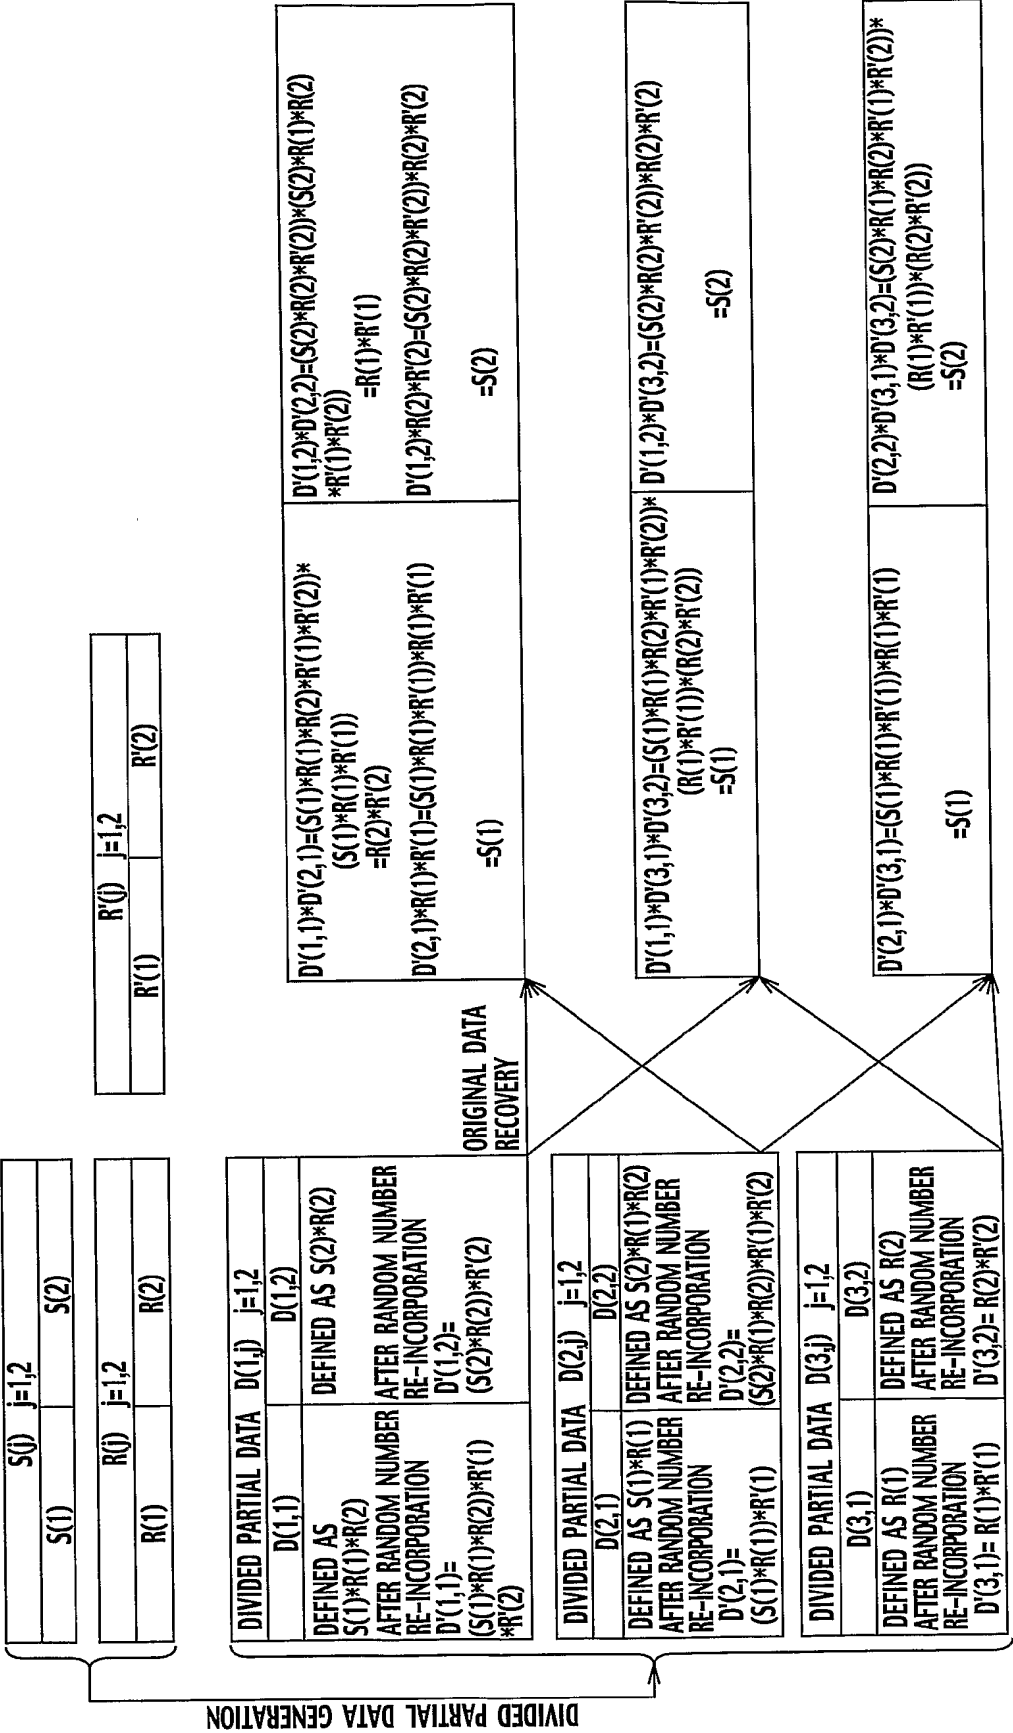 S(j) j=1,2
S(1) S(2)
R(j) j=1,2
R(1) R(2)
R'(j) j=1,2
R'(1) R'(2)
DIVIDED PARTIAL DATA GENERATION
DIVIDED PARTIAL DATA D(1,j) j=1,2
D(1,1)
DEFINED AS
S(1)*R(1)*R(2)
AFTER RANDOM NUMBER
RE-INCORPORATION
D'(1,1)=
(S(1)*R(1)*R(2))*R'(1)
*R'(2)
D(1,2)
DEFINED AS S(2)*R(2)
AFTER RANDOM NUMBER
RE-INCORPORATION
D'(1,2)=
(S(2)*R(2))*R'(2)
DIVIDED PARTIAL DATA D(2,j) j=1,2
D(2,1)
DEFINED AS S(1)*R(1)
AFTER RANDOM NUMBER
RE-INCORPORATION
D'(2,1)=
(S(1)*R(1))*R'(1)
D(2,2)
DEFINED AS S(2)*R(1)*R(2)
AFTER RANDOM NUMBER
RE-INCORPORATION
D'(2,2)=
(S(2)*R(1)*R(2))*R'(1)*R'(2)
DIVIDED PARTIAL DATA D(3,j) j=1,2
D(3,1)
DEFINED AS R(1)
AFTER RANDOM NUMBER
RE-INCORPORATION
D'(3,1)= R(1)*R'(1)
D(3,2)
DEFINED AS R(2)
AFTER RANDOM NUMBER
RE-INCORPORATION
D'(3,2)= R(2)*R'(2)
ORIGINAL DATA
RECOVERY
D'(1,1)*D'(2,1)=(S(1)*R(1)*R(2)*R'(1)*R'(2))*
(S(1)*R(1)*R'(1))
=R(2)*R'(2)
D'(2,1)*R(1)*R'(1)=(S(1)*R(1)*R'(1))*R(1)*R'(1)
=S(1)
D'(1,2)*D'(2,2)=(S(2)*R(2)*R'(2))*(S(2)*R(1)*R(2)
*R'(1)*R'(2))
=R(1)*R'(1)
D'(1,2)*R(2)*R'(2)=(S(2)*R(2)*R'(2))*R(2)*R'(2)
=S(2)
D'(1,1)*D'(3,1)*D'(3,2)=(S(1)*R(1)*R(2)*R'(1)*R'(2))*
(R(1)*R'(1))*(R(2)*R'(2))
=S(1)
D'(1,2)*D'(3,2)=(S(2)*R(2)*R'(2))*R(2)*R'(2)
=S(2)
D'(2,1)*D'(3,1)=(S(1)*R(1)*R'(1))*R(1)*R'(1)
=S(1)
D'(2,2)*D'(3,1)*D'(3,2)=(S(2)*R(1)*R(2)*R'(1)*R'(2))*
(R(1)*R'(1))*(R(2)*R'(2))
=S(2)